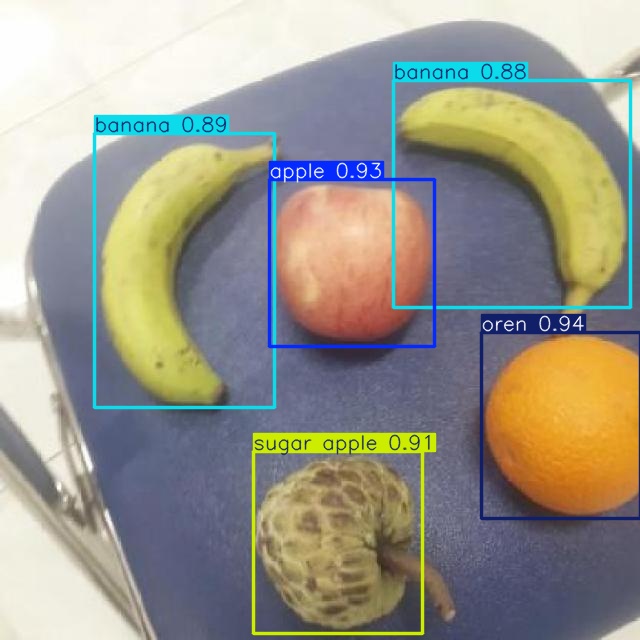 banana 0.88
banana 0.89
apple 0.93
oren 0.94
sugar apple 0.91